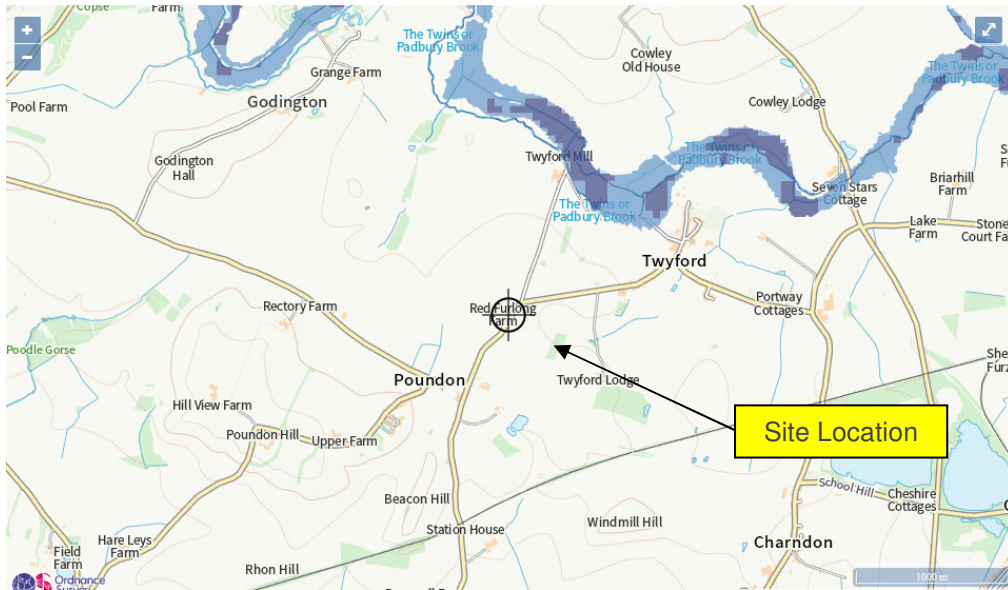 Copse
Farm
The Twins or
Padbury Brook
Grange Farm
Cowley
Old House
The Twins or
Padbury Brook
Pool Farm
Godington
Cowley Lodge
Godington
Hall
Twyford Mill
The Twins or
Padbury Brook
Seven Stars
Cottage
Briarhill
Farm
The Twins or
Padbury Brook
Lake
Farm
Stone
Court Fa
Twyford
Rectory Farm
Red Furlong
Farm
Portway
Cottages
Poodle Gorse
Poundon
Twyford Lodge
She
Furz
Hill View Farm
Site Location
Poundon Hill
Upper Farm
School Hill
Cheshire
Cottages
Beacon Hill
Windmill Hill
Station House
Hare Leys
Farm
Charndon
Field
Farm
Rhon Hill
Ordnance
Survey
1000 m